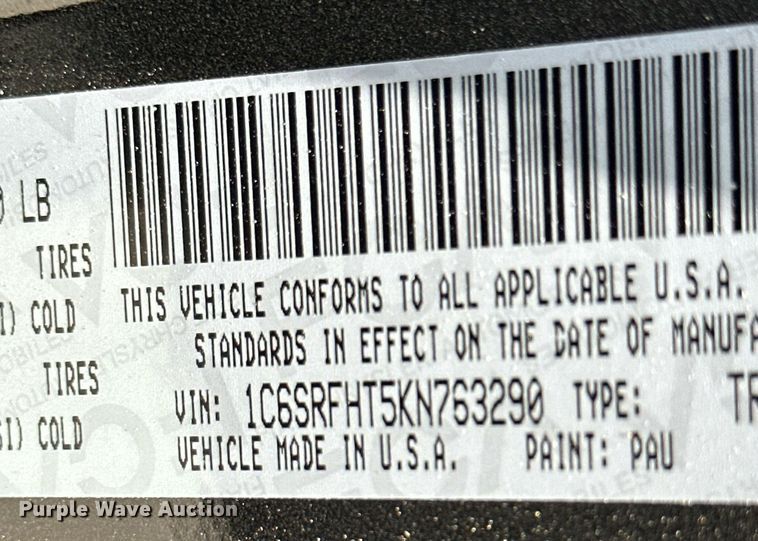 LB
TIRES
COLD
TIRES
COLD
THIS VEHICLE CONFORMS TO ALL APPLICABLE U.S.A.
STANDARDS IN EFFECT ON THE DATE OF MANUFA
VIN: 1C6SRFHT5KN763290 TYPE: TR
VEHICLE MADE IN U.S.A. PAINT: PAU
Purple Wave Auction